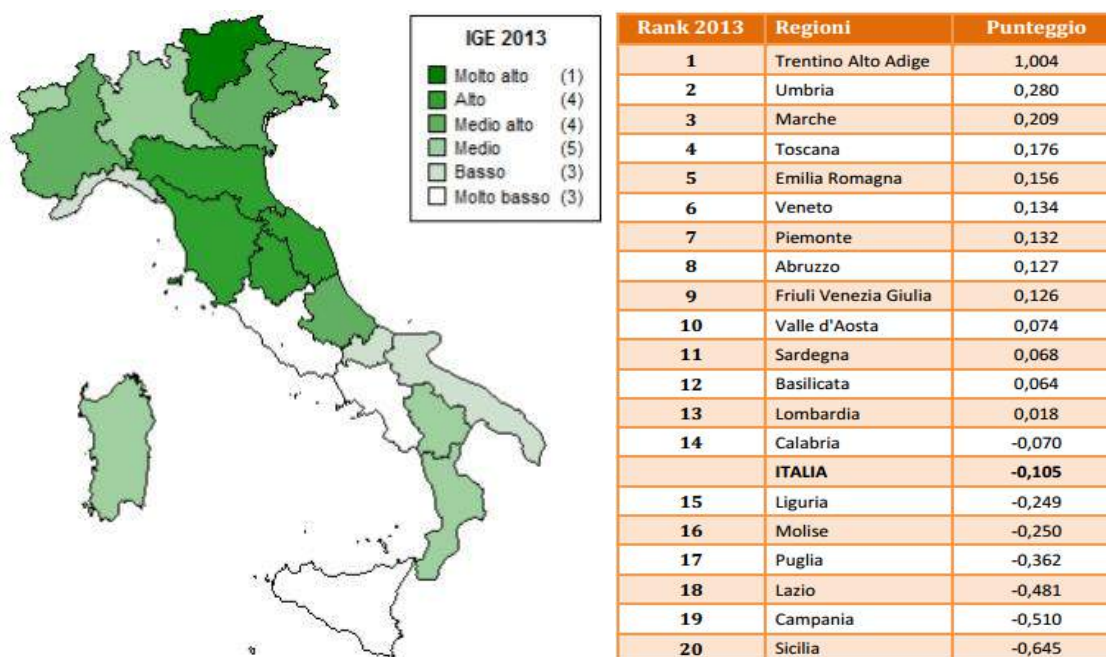 IGE 2013
Molto alto (1)
Alto (4)
Medio alto (4)
Medio (5)
Basso (3)
Molto basso (3)
Rank 2013 Regioni Punteggio
1 Trentino Alto Adige 1,004
2 Umbria 0,280
3 Marche 0,209
4 Toscana 0,176
5 Emilia Romagna 0,156
6 Veneto 0,134
7 Piemonte 0,132
8 Abruzzo 0,127
9 Friuli Venezia Giulia 0,126
10 Valle d'Aosta 0,074
11 Sardegna 0,068
12 Basilicata 0,064
13 Lombardia 0,018
14 Calabria -0,070
ITALIA -0,105
15 Liguria -0,249
16 Molise -0,250
17 Puglia -0,362
18 Lazio -0,481
19 Campania -0,510
20 Sicilia -0,645